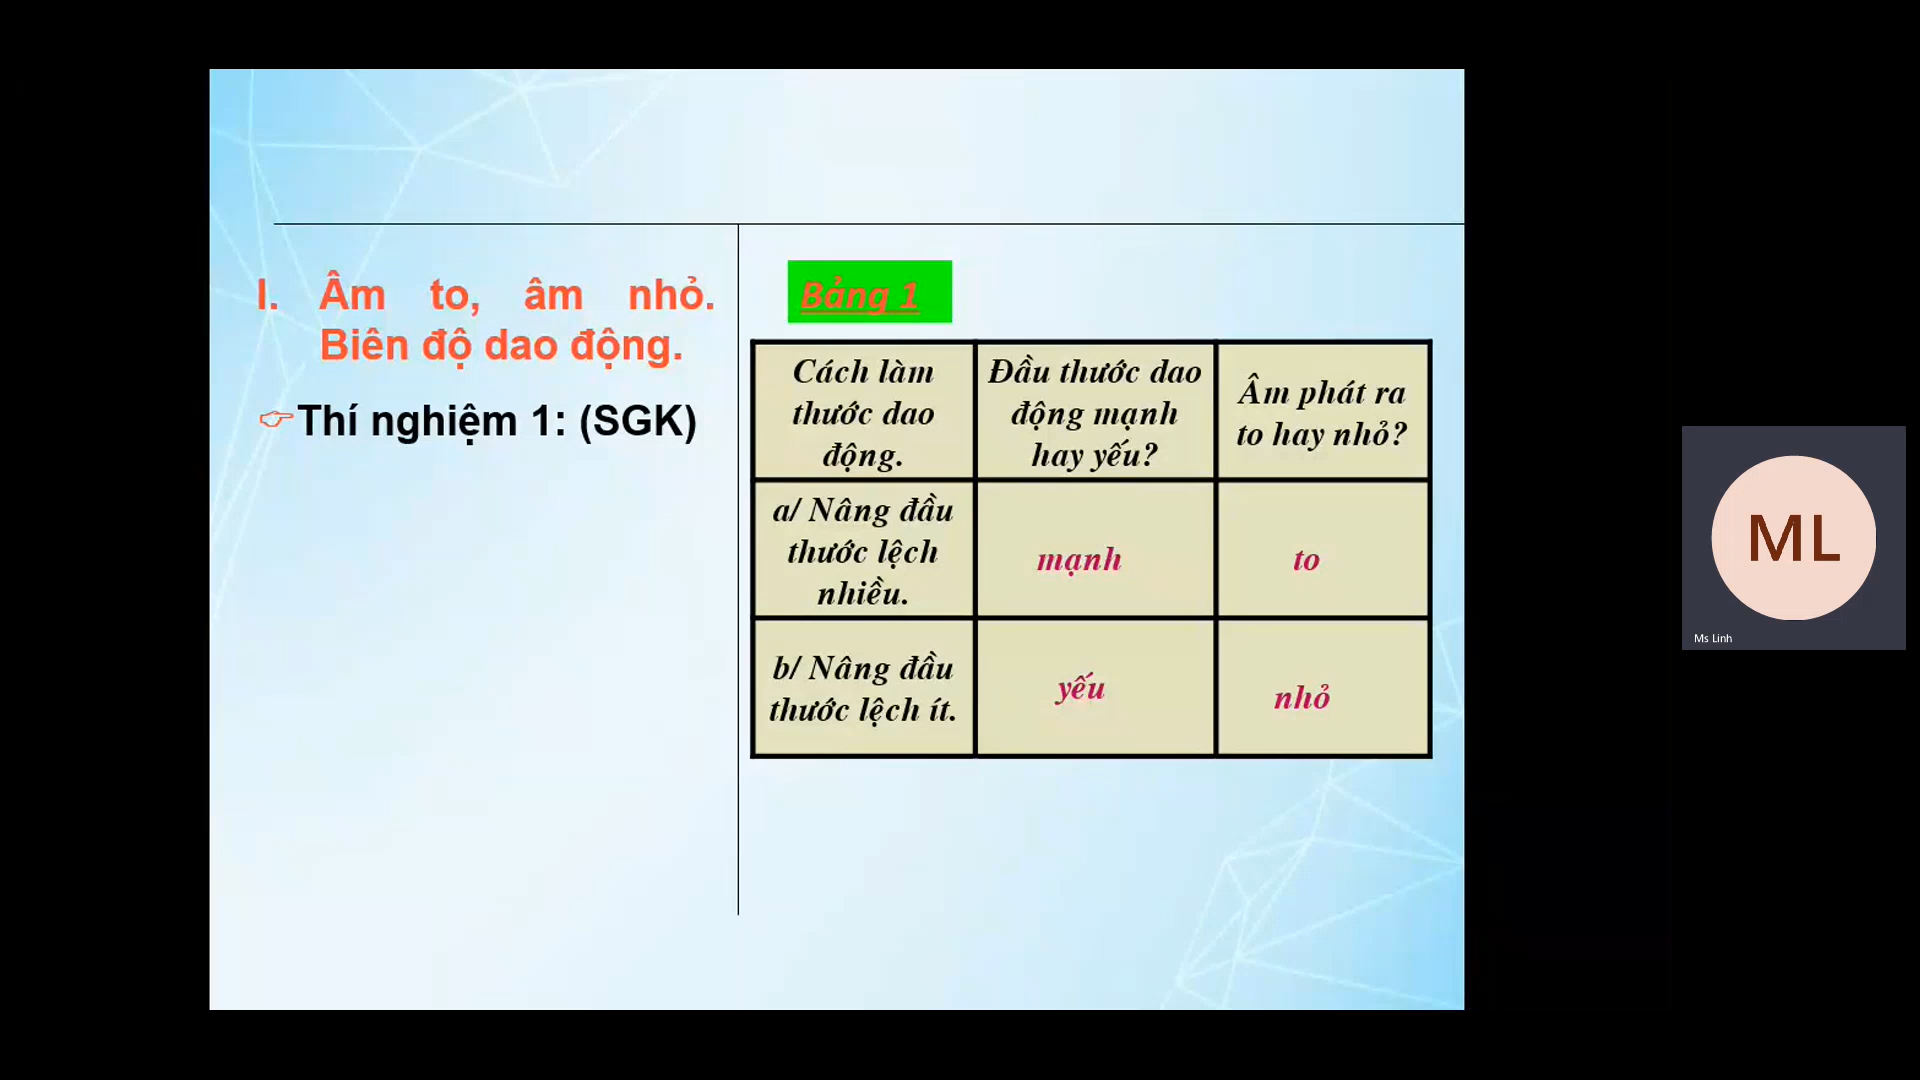 I. Âm to, âm nhỏ.
Biên độ dao động.
Thí nghiệm 1: (SGK)
Bảng 1
Cách làm
thước dao
động.
Đầu thước dao
động mạnh
hay yếu?
Âm phát ra
to hay nhỏ?
a/ Nâng đầu
thước lệch
nhiều.
mạnh
to
b/ Nâng đầu
thước lệch ít.
yếu
nhỏ
ML
Ms Linh